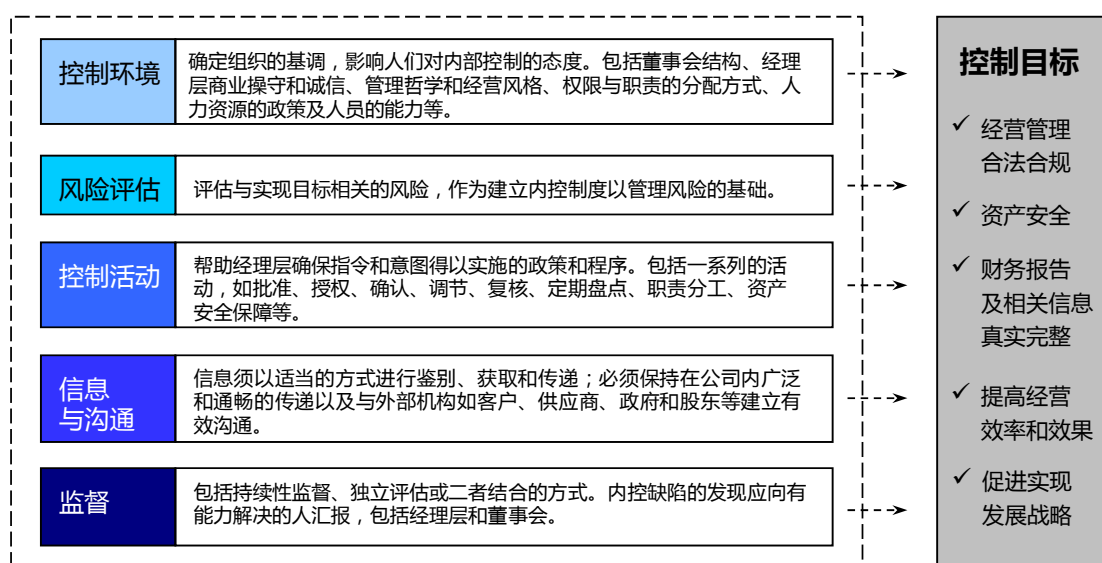 控制环境
确定组织的基调，影响人们对内部控制的态度。包括董事会结构、经理
层商业操守和诚信、管理哲学和经营风格、权限与职责的分配方式、人
力资源的政策及人员的能力等。
风险评估
评估与实现目标相关的风险，作为建立内控制度以管理风险的基础。
控制活动
帮助经理层确保指令和意图得以实施的政策和程序。包括一系列的活
动，如批准、授权、确认、调节、复核、定期盘点、职责分工、资产
安全保障等。
信息
与沟通
信息须以适当的方式进行鉴别、获取和传递；必须保持在公司内广泛
和通畅的传递以及与外部机构如客户、供应商、政府和股东等建立有
效沟通。
监督
包括持续性监督、独立评估或二者结合的方式。内控缺陷的发现应向有
能力解决的人汇报，包括经理层和董事会。
控制目标
✓ 经营管理
合法合规
✓ 资产安全
✓ 财务报告
及相关信息
真实完整
✓ 提高经营
效率和效果
✓ 促进实现
发展战略